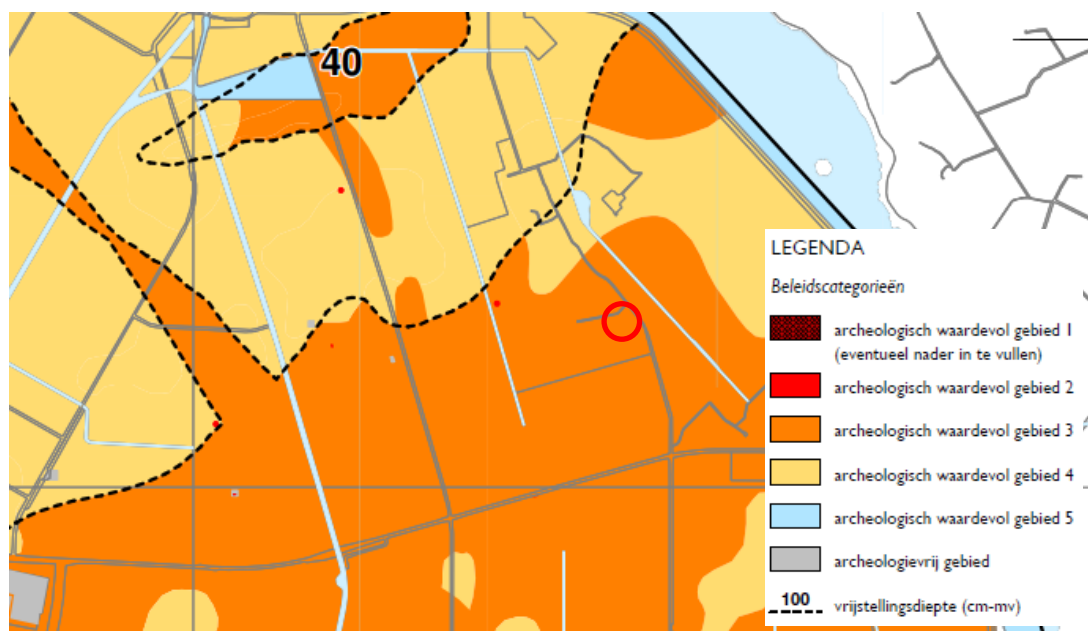 40
LEGENDA
Beleidscategorieën
archeologisch waardevol gebied 1
(eventueel nader in te vullen)
archeologisch waardevol gebied 2
archeologisch waardevol gebied 3
archeologisch waardevol gebied 4
archeologisch waardevol gebied 5
archeologievrij gebied
100 vrijstellingsdiepte (cm-mv)